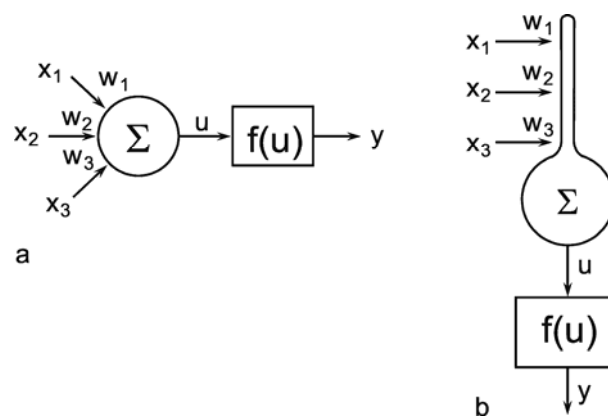 x₁ w₁
x₂ w₂ Σ u f(u) y
w₃
x₃
a
w₁
x₁
w₂
x₂
w₃
x₃
Σ
u
f(u)
y
b